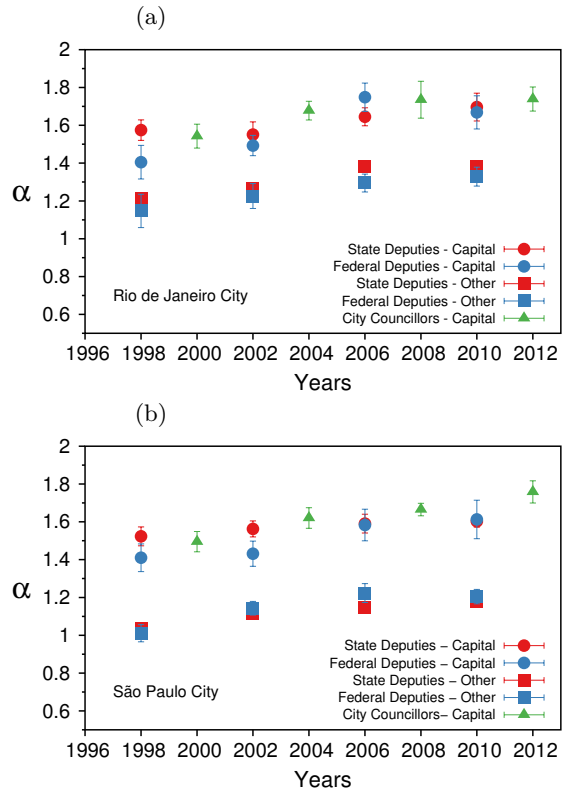 (a)
2
1.8
1.6
1.4
1.2
1
0.8
0.6
α
State Deputies - Capital
Federal Deputies - Capital
State Deputies - Other
Federal Deputies - Other
City Councillors - Capital
Rio de Janeiro City
1996 1998 2000 2002 2004 2006 2008 2010 2012
Years
(b)
2
1.8
1.6
1.4
1.2
1
0.8
0.6
α
State Deputies – Capital
Federal Deputies – Capital
State Deputies – Other
Federal Deputies – Other
City Councillors– Capital
São Paulo City
1996 1998 2000 2002 2004 2006 2008 2010 2012
Years